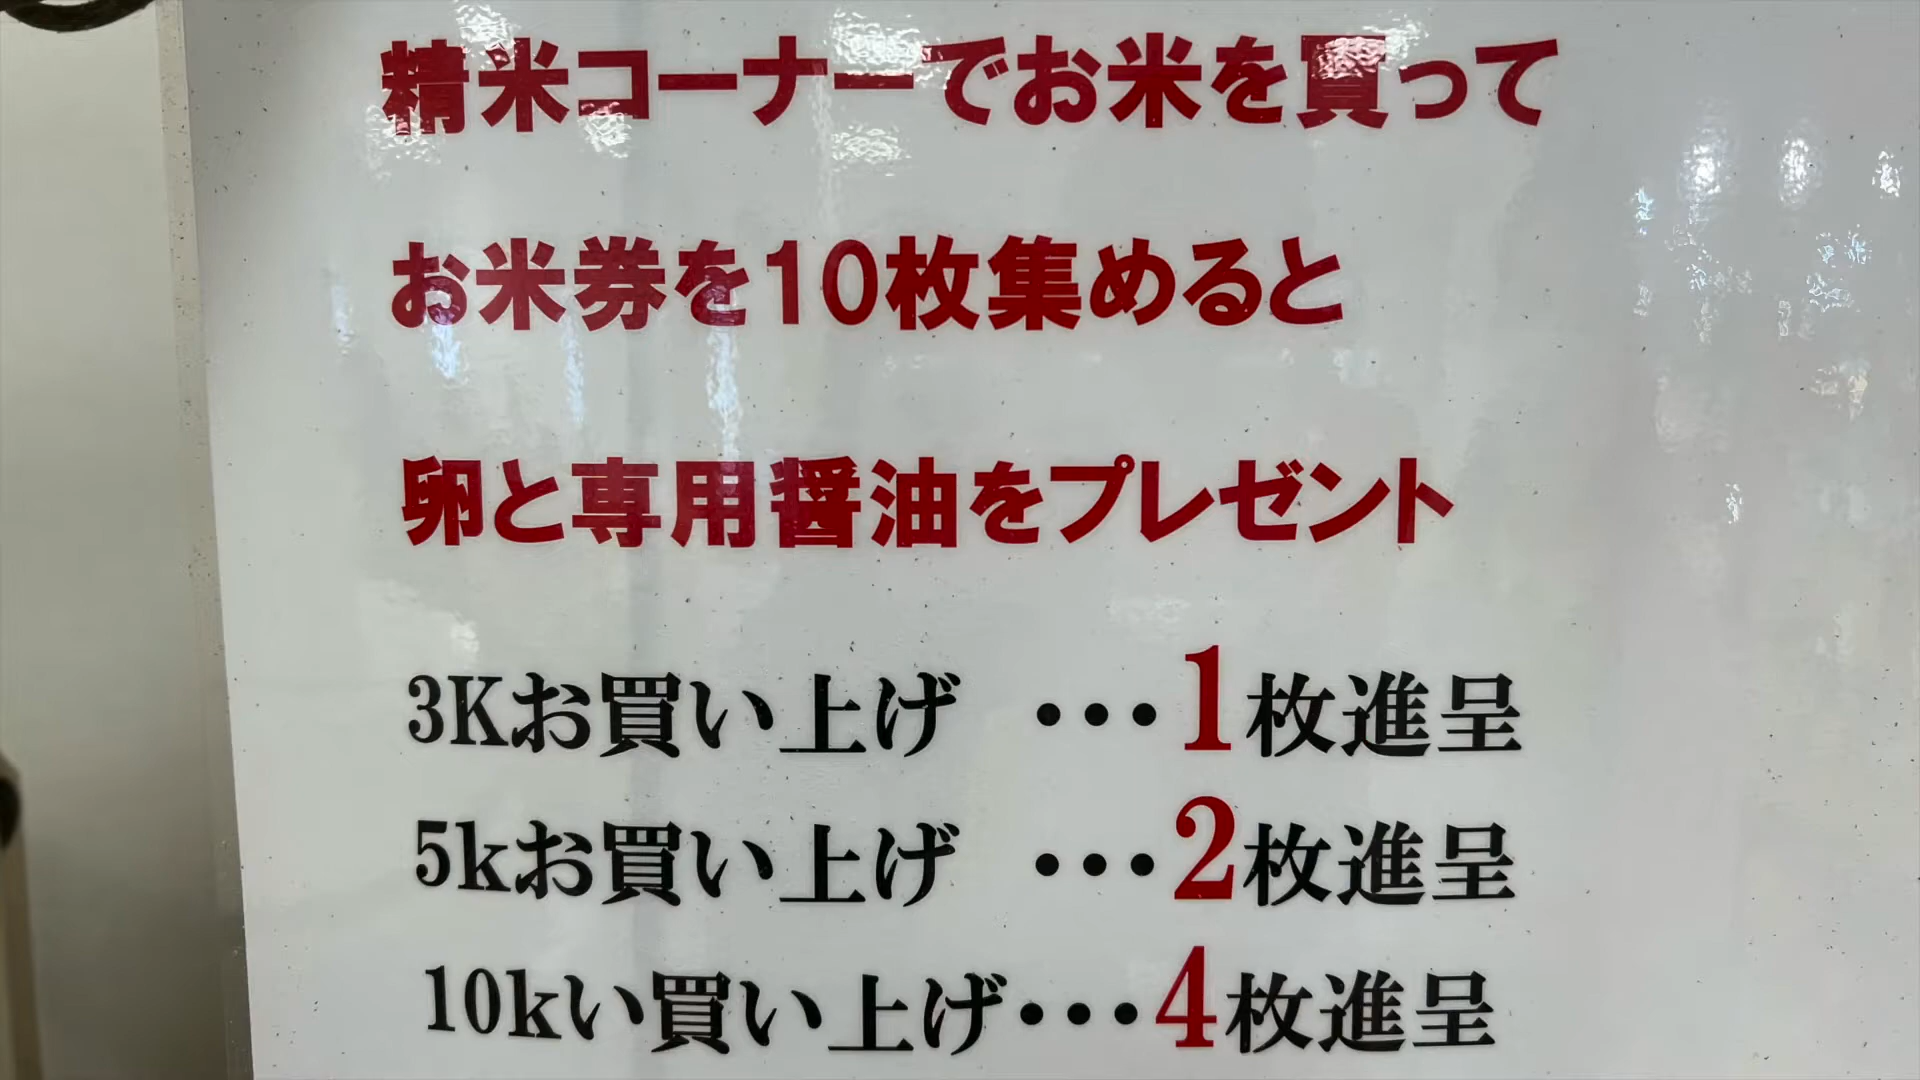 精米コーナーでお米を買って
お米券を10枚集めると
卵と専用醤油をプレゼント
3Kお買い上げ ・・・1枚進呈
5kお買い上げ ・・・2枚進呈
10kい買い上げ・・・4枚進呈